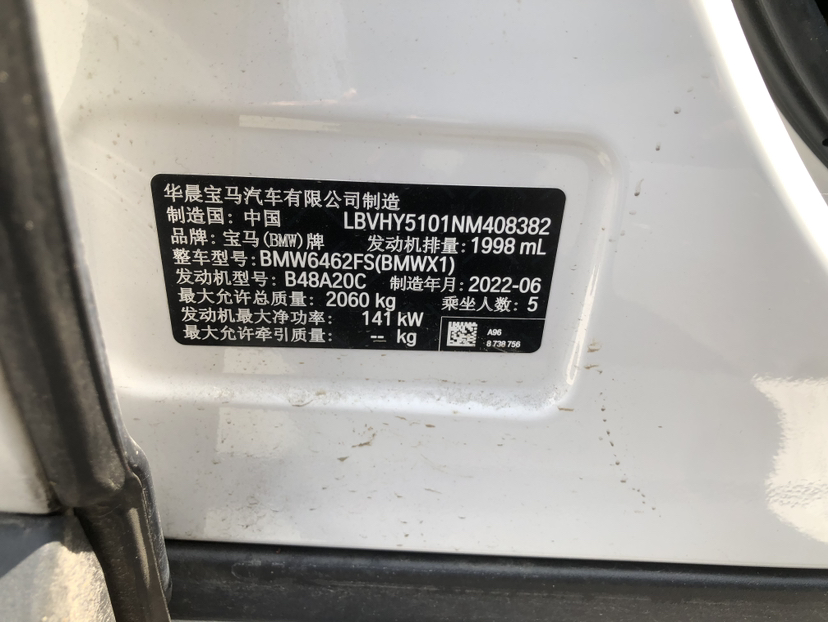 华晨宝马汽车有限公司制造
制造国：中国 LBVHY5101NM408382
品牌：宝马(BMW)牌 发动机排量：1998 mL
整车型号：BMW6462FS(BMWX1)
发动机型号：B48A20C 制造年月：2022-06
最大允许总质量：2060 kg 乘坐人数：5
发动机最大净功率： 141 kW
最大允许牵引质量： -- kg
A96
8 738 756